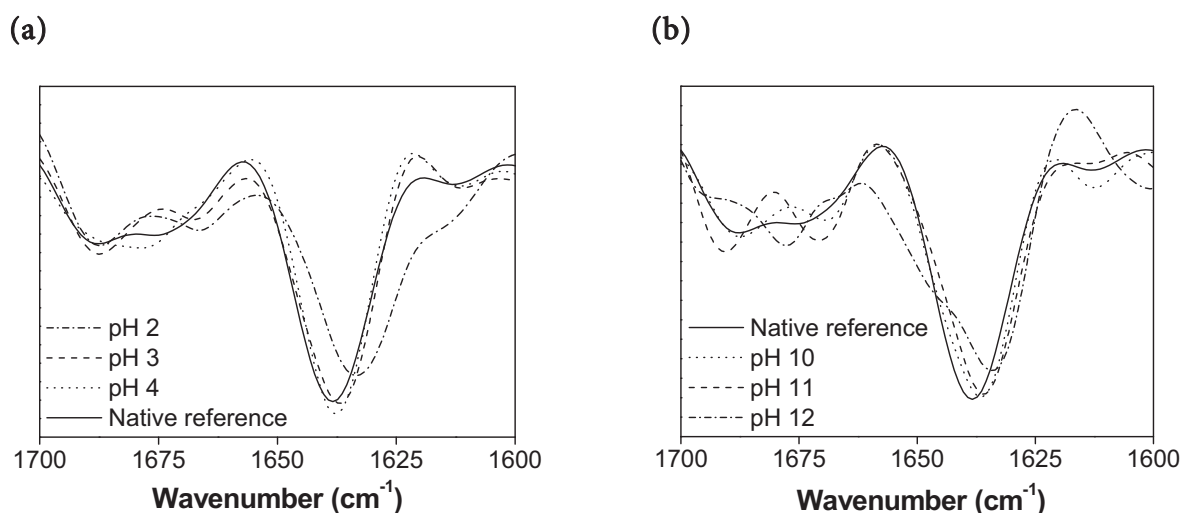 (a)
pH 2
pH 3
pH 4
Native reference
1700 1675 1650 1625 1600
Wavenumber (cm⁻¹)
(b)
Native reference
pH 10
pH 11
pH 12
1700 1675 1650 1625 1600
Wavenumber (cm⁻¹)